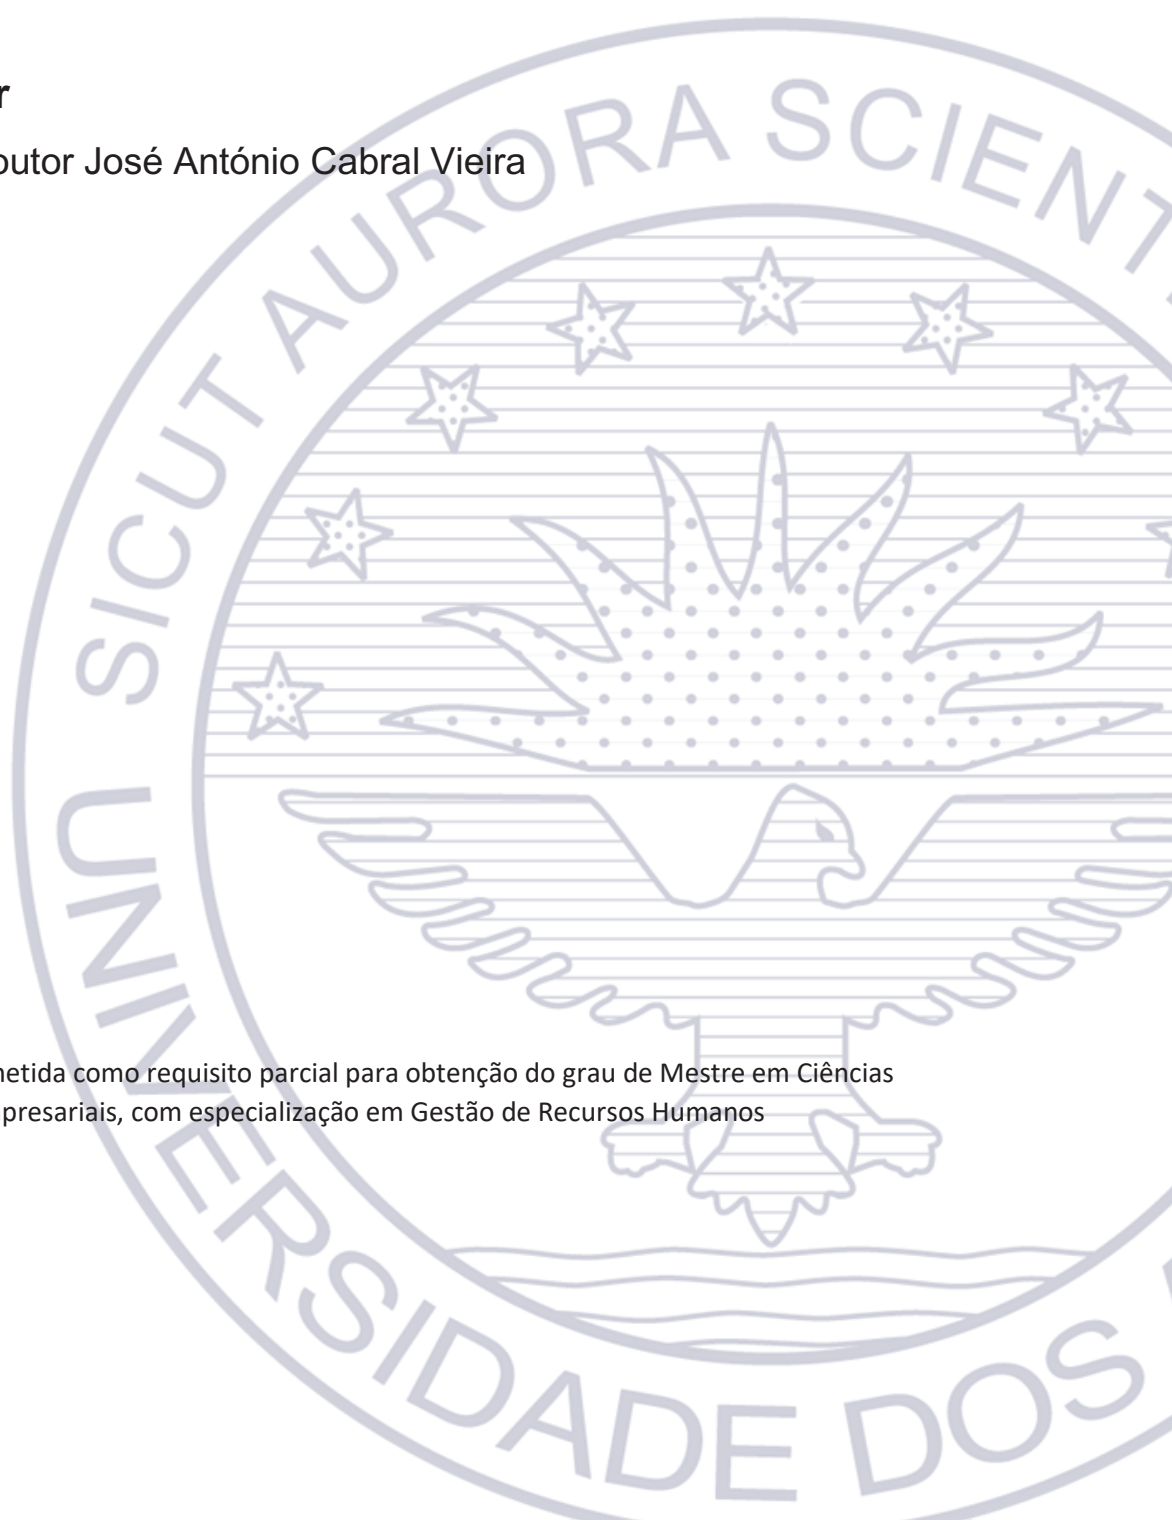 r
outor José António Cabral Vieira
SICUT AURORA SCIENT
netida como requisito parcial para obtenção do grau de Mestre em Ciências
presariais, com especialização em Gestão de Recursos Humanos
UNIVERSIDADE DOS